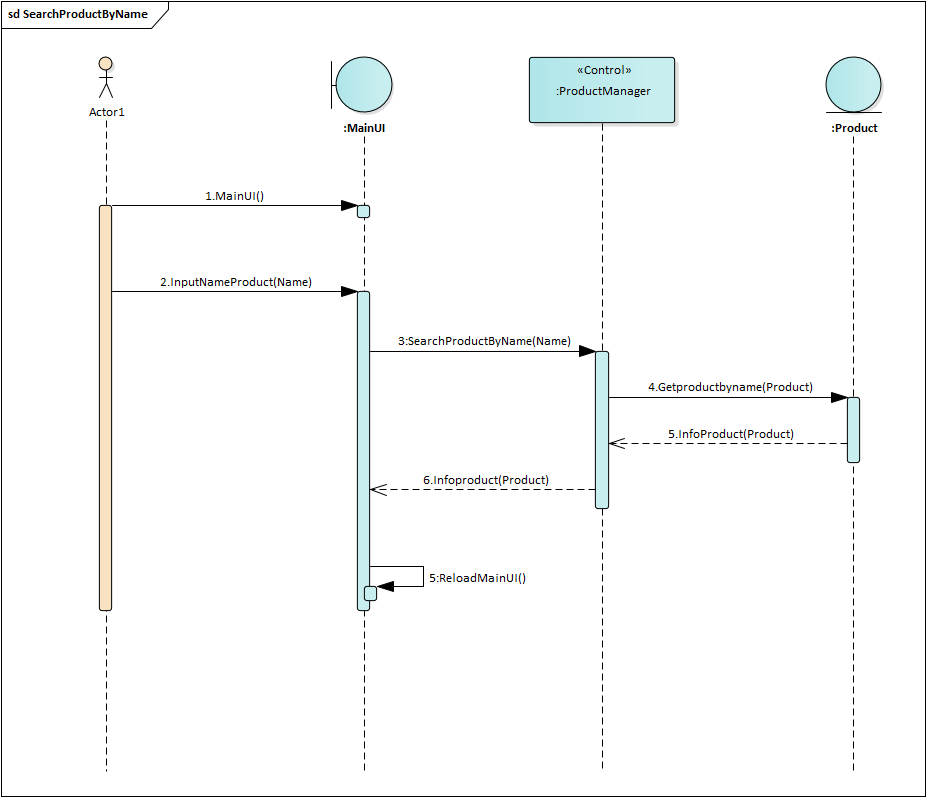 sd SearchProductByName
Actor1
:MainUI
«Control»
:ProductManager
:Product
1.MainUI()
2.InputNameProduct(Name)
3:SearchProductByName(Name)
4.Getproductbyname(Product)
5.InfoProduct(Product)
6.Infoproduct(Product)
5:ReloadMainUI()